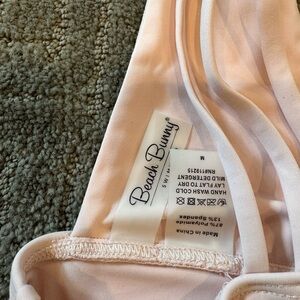 Beach Bunny
SWIM
M
RN#119215
MILD DETERGENT
LAY FLAT TO DRY
HAND WASH COLD
13% Spandex
87% Polyamide
Made in China